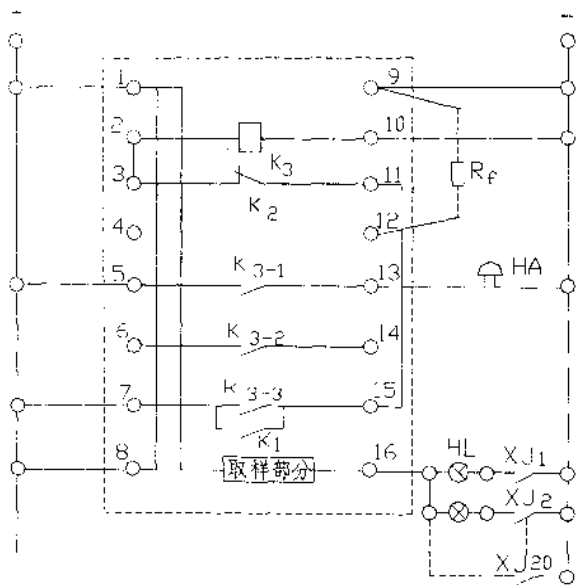 1 9
2 10
K3
3 11
K2
Rf
4 12
5 K3-1 13 HA
6 K3-2 14
7 K3-3 15
K1
8 取样部分 16
HL XJ1
XJ2
XJ20